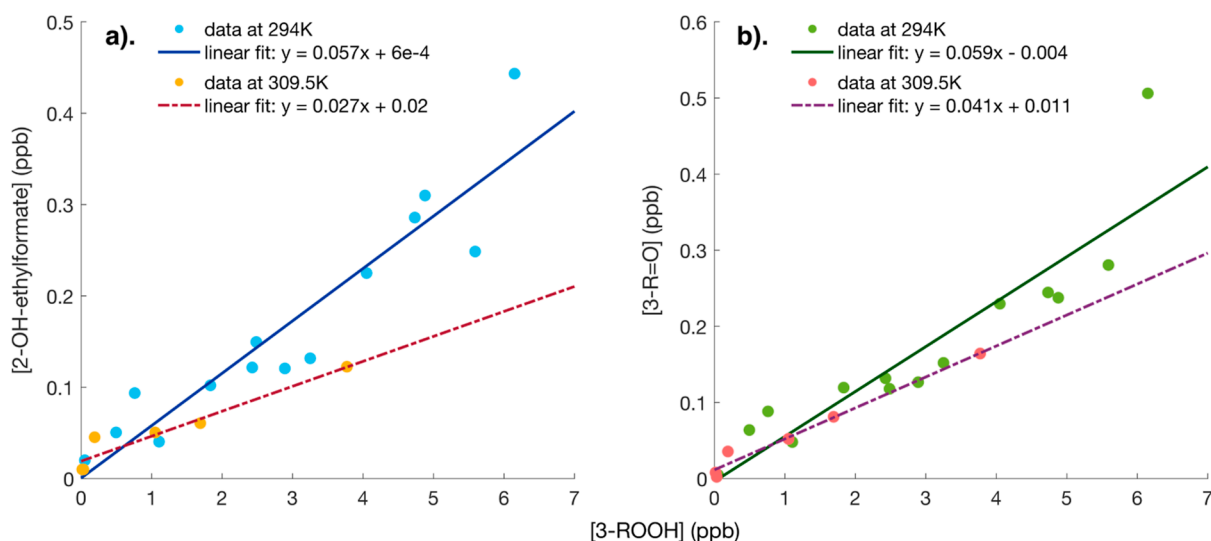 a).
data at 294K
linear fit: y = 0.057x + 6e-4
data at 309.5K
linear fit: y = 0.027x + 0.02
[2-OH-ethylformate] (ppb)
0.5
0.4
0.3
0.2
0.1
0
0 1 2 3 4 5 6 7
b).
data at 294K
linear fit: y = 0.059x - 0.004
data at 309.5K
linear fit: y = 0.041x + 0.011
[3-R=O] (ppb)
0.6
0.5
0.4
0.3
0.2
0.1
0
0 1 2 3 4 5 6 7
[3-ROOH] (ppb)